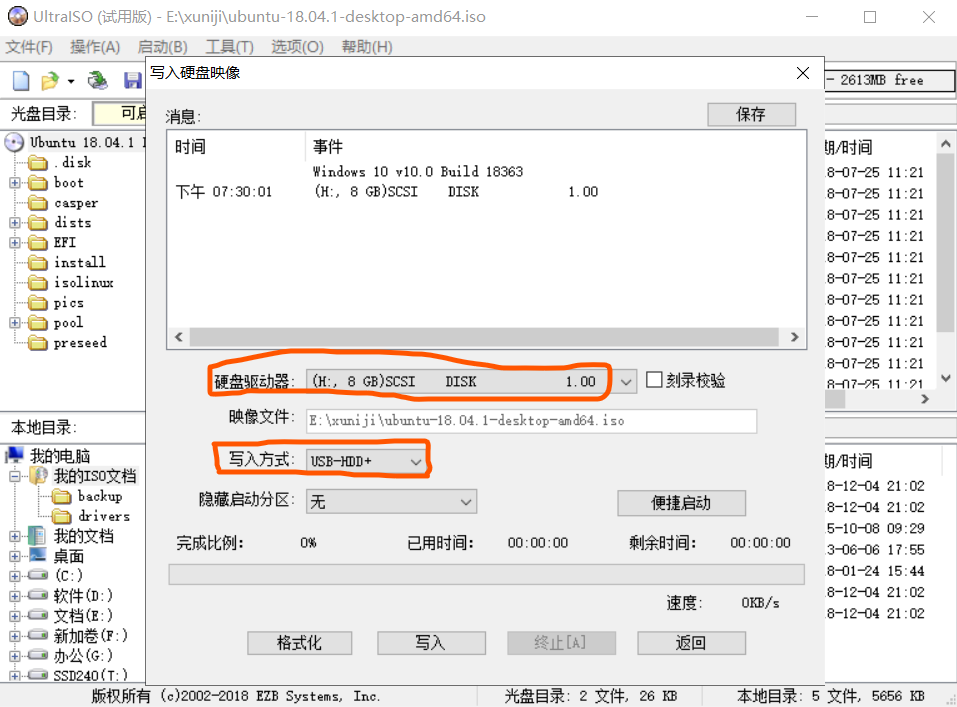 UltraISO (试用版) - E:\xuniji\ubuntu-18.04.1-desktop-amd64.iso
文件(F) 操作(A) 启动(B) 工具(T) 选项(O) 帮助(H)
写入硬盘映像
- 2613MB free
光盘目录: 可启
消息: 保存
Ubuntu 18.04.1
.disk
boot
casper
dists
EFI
install
isolinux
pics
pool
preseed
时间 事件
Windows 10 v10.0 Build 18363
下午 07:30:01 (H:, 8 GB)SCSI DISK 1.00
期/时间
8-07-25 11:21
8-07-25 11:21
8-07-25 11:21
8-07-25 11:21
8-07-25 11:21
8-07-25 11:21
8-07-25 11:21
8-07-25 11:21
8-07-25 11:21
8-07-25 11:21
8-07-25 11:21
硬盘驱动器: (H:, 8 GB)SCSI DISK 1.00 刻录校验
映像文件: E:\xuniji\ubuntu-18.04.1-desktop-amd64.iso
写入方式: USB-HDD+
隐藏启动分区: 无 便捷启动
完成比例: 0% 已用时间: 00:00:00 剩余时间: 00:00:00
速度: 0KB/s
格式化 写入 终止[A] 返回
本地目录:
我的电脑
我的ISO文档
backup
drivers
我的文档
桌面
(C:)
软件(D:)
文档(E:)
新加卷(F:)
办公(G:)
SSD240(T:)
期/时间
8-12-04 21:02
8-12-04 21:02
5-10-08 09:29
3-06-06 17:55
8-01-24 15:44
8-12-04 21:02
8-12-04 21:02
版权所有 (c)2002-2018 EZB Systems, Inc. 光盘目录: 2 文件, 26 KB 本地目录: 5 文件, 5656 KB